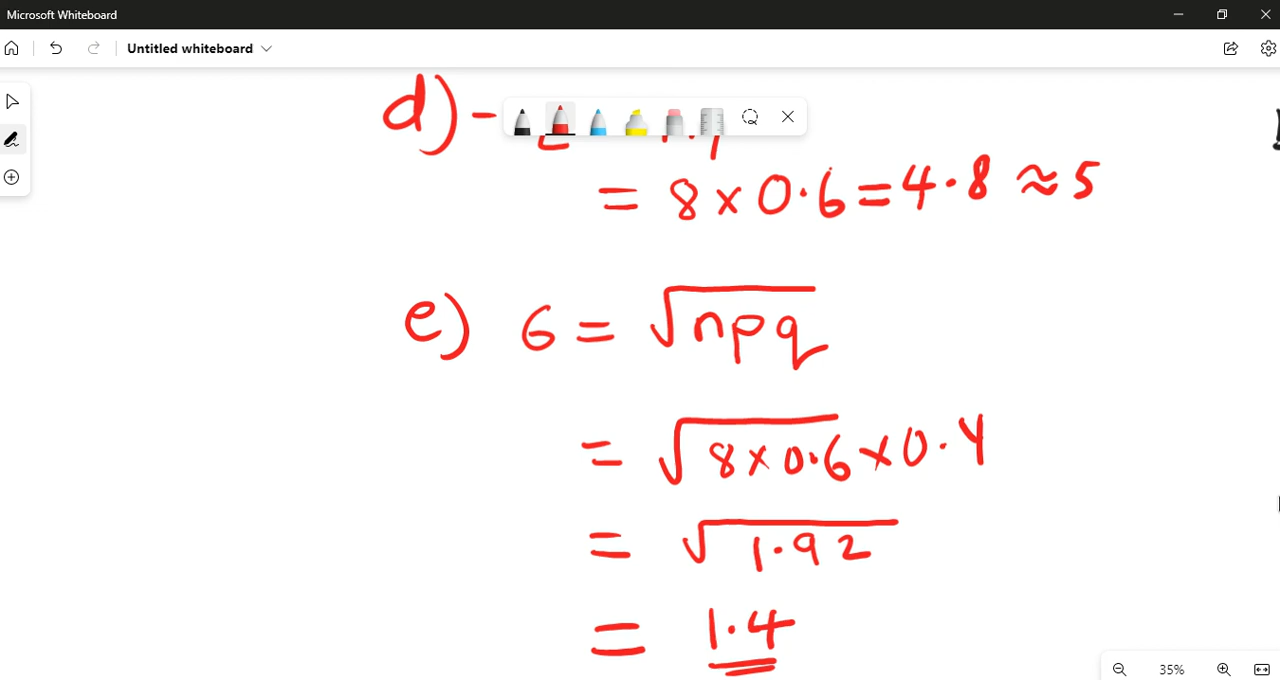 Microsoft Whiteboard
Untitled whiteboard
d) -
= 8 × 0.6 = 4.8 ≈ 5
e) 6 = √npq
= √8×0.6×0.4
= √1.92
= 1.4
35%